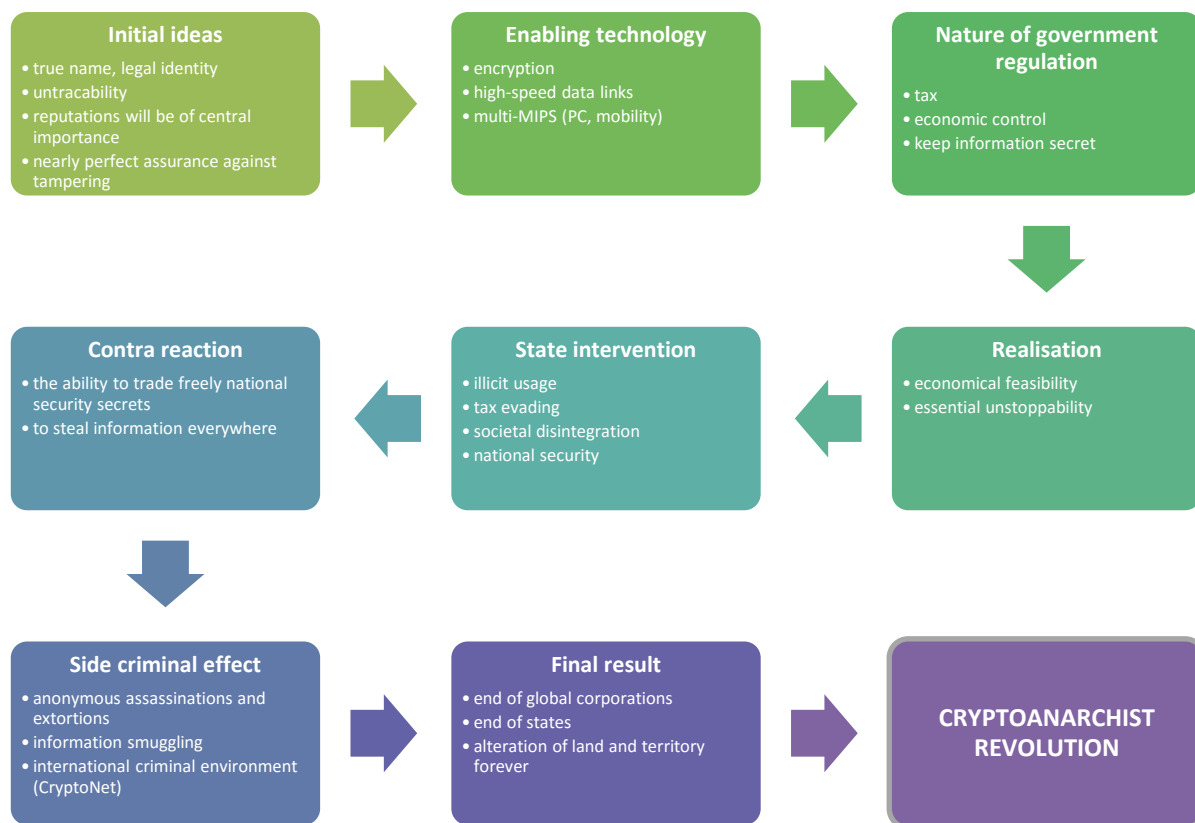 Initial ideas
• true name, legal identity
• untracability
• reputations will be of central
importance
• nearly perfect assurance against
tampering
Enabling technology
• encryption
• high-speed data links
• multi-MIPS (PC, mobility)
Nature of government
regulation
• tax
• economic control
• keep information secret
Realisation
• economical feasibility
• essential unstoppability
State intervention
• illicit usage
• tax evading
• societal disintegration
• national security
Contra reaction
• the ability to trade freely national
security secrets
• to steal information everywhere
Side criminal effect
• anonymous assassinations and
extortions
• information smuggling
• international criminal environment
(CryptoNet)
Final result
• end of global corporations
• end of states
• alteration of land and territory
forever
CRYPTOANARCHIST
REVOLUTION